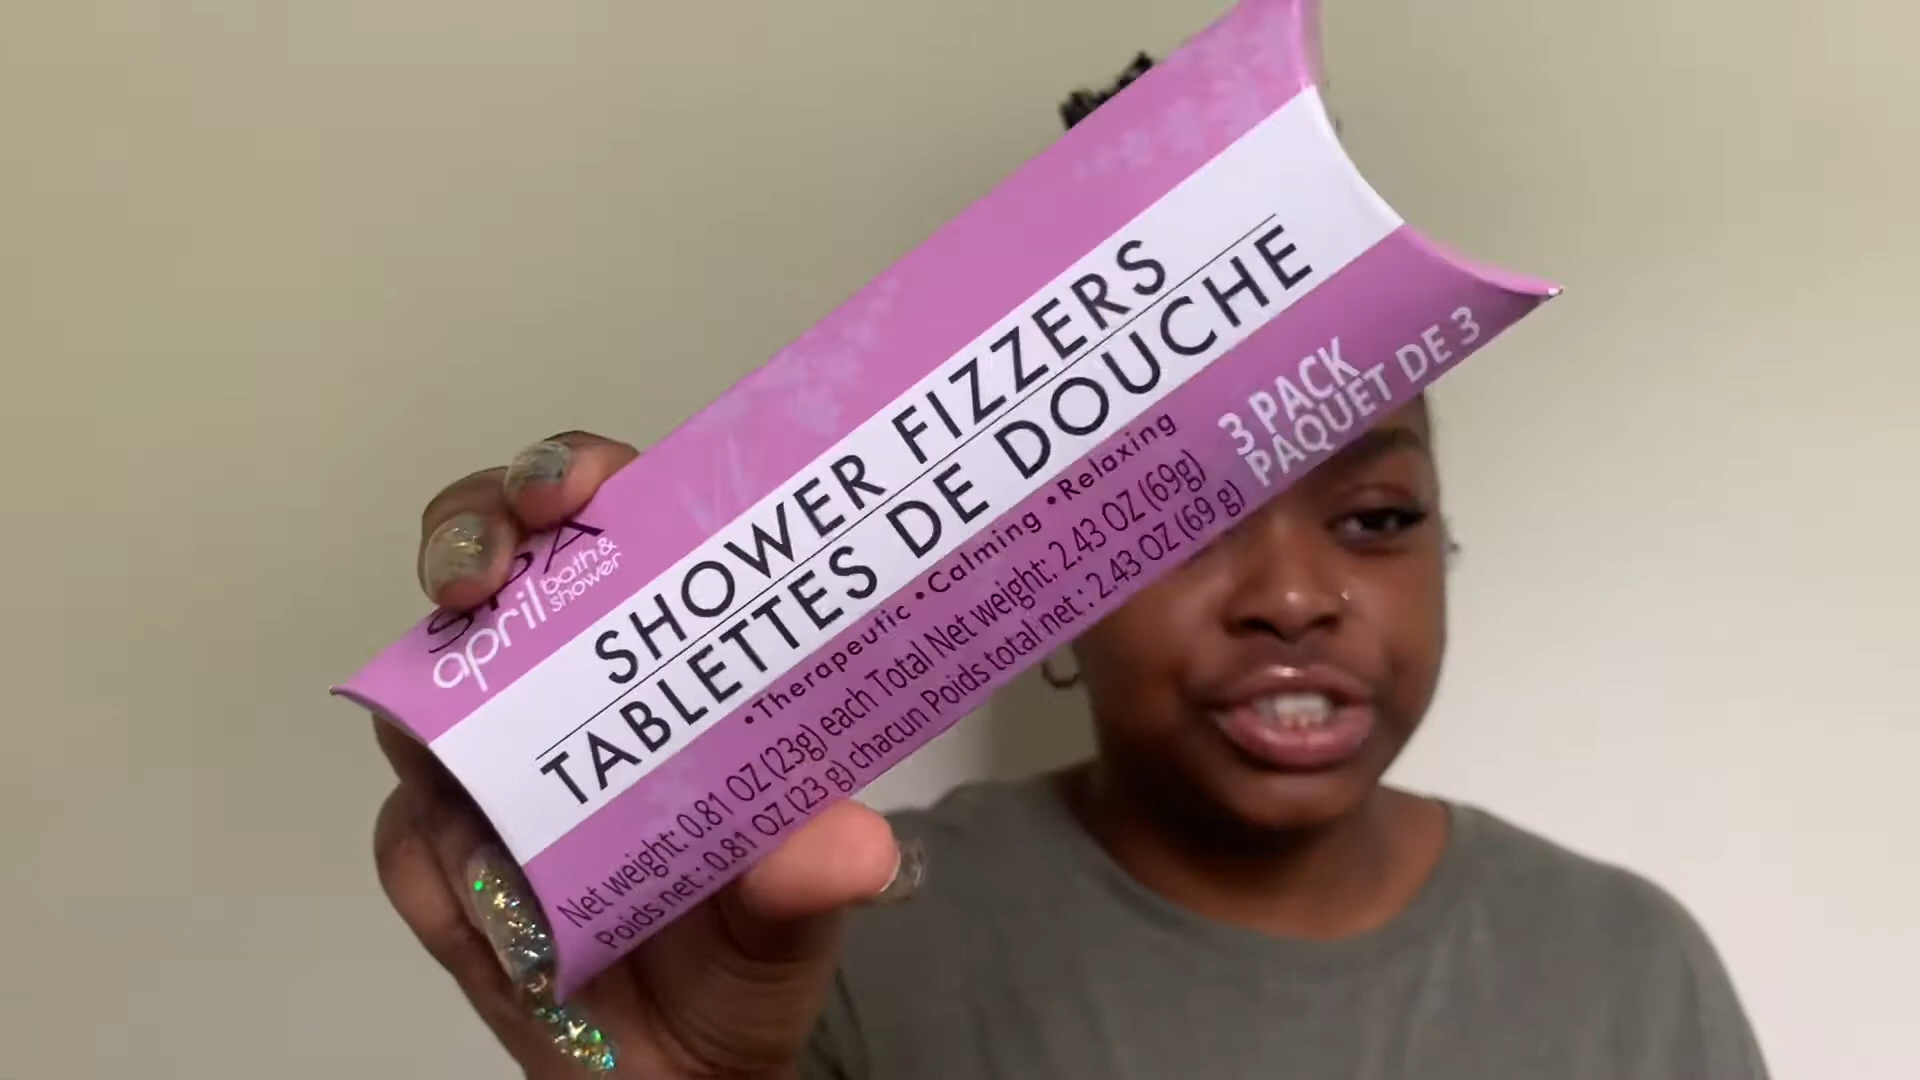 SPA
april bath & shower
SHOWER FIZZERS
TABLETTES DE DOUCHE
•Therapeutic •Calming •Relaxing
Net weight: 0.81 OZ (23g) each Total Net weight: 2.43 OZ (69g)
Poids net : 0.81 OZ (23 g) chacun Poids total net : 2.43 OZ (69 g)
3 PACK
PAQUET DE 3